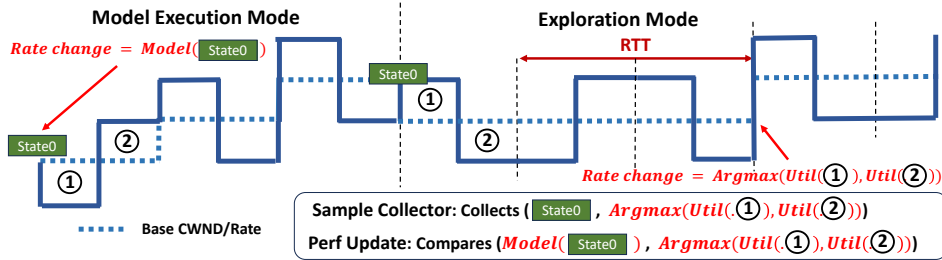 Model Execution Mode
Exploration Mode
Rate change = Model( State0 )
RTT
State0
State0
①
②
①
②
Rate change = Argmax(Util(①), Util(②))
Base CWND/Rate
Sample Collector: Collects ( State0 , Argmax(Util(.①), Util(.②))
Perf Update: Compares (Model( State0 ) , Argmax(Util(.①), Util(.②)))